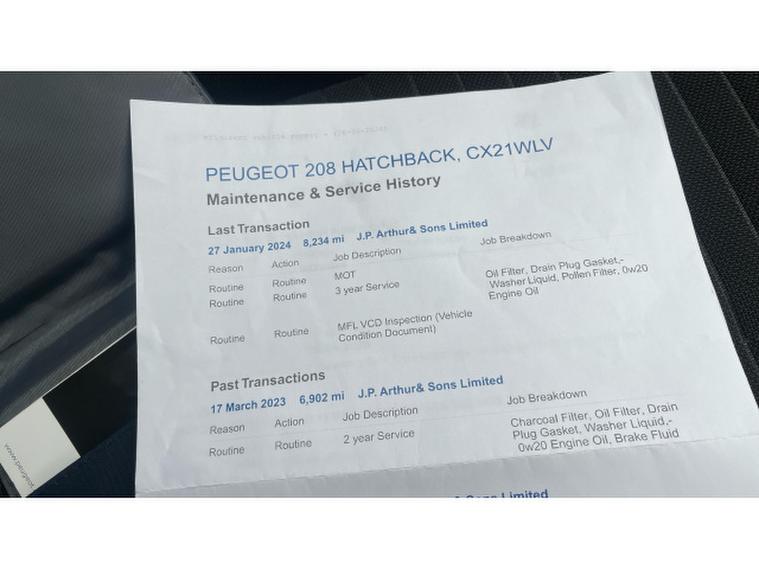 PEUGEOT 208 HATCHBACK, CX21WLV
Maintenance & Service History
Last Transaction
27 January 2024 8,234 mi J.P. Arthur& Sons Limited
Reason Action Job Description Job Breakdown
Routine Routine MOT
Routine Routine 3 year Service Oil Filter, Drain Plug Gasket,-
Washer Liquid, Pollen Filter, 0w20
Engine Oil
Routine Routine MFL VCD Inspection (Vehicle
Condition Document)
Past Transactions
17 March 2023 6,902 mi J.P. Arthur& Sons Limited
Reason Action Job Description Job Breakdown
Routine Routine 2 year Service Charcoal Filter, Oil Filter, Drain
Plug Gasket, Washer Liquid,-
0w20 Engine Oil, Brake Fluid
& Sons Limited
www.peugeot